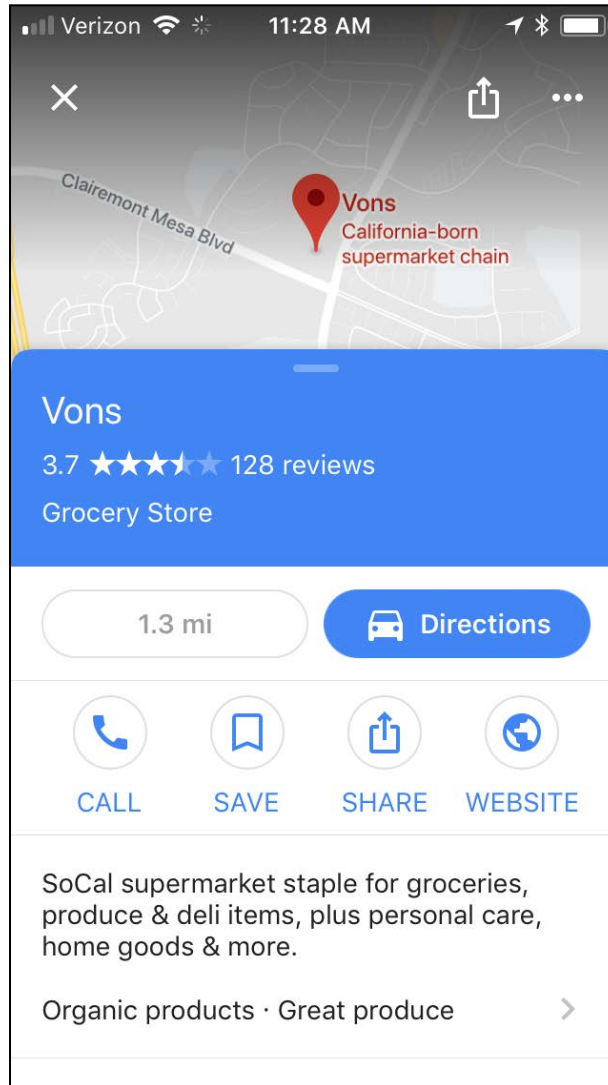 Verizon 11:28 AM
Clairemont Mesa Blvd
Vons
California-born
supermarket chain
Vons
3.7 128 reviews
Grocery Store
1.3 mi Directions
CALL SAVE SHARE WEBSITE
SoCal supermarket staple for groceries,
produce & deli items, plus personal care,
home goods & more.
Organic products · Great produce